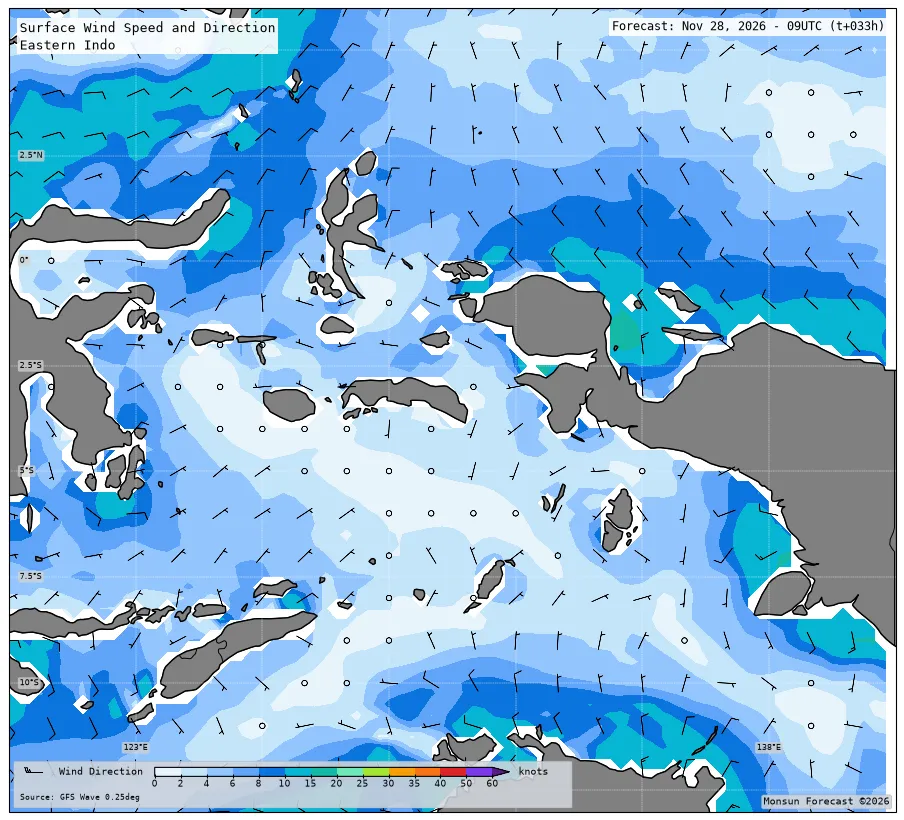 Surface Wind Speed and Direction
Eastern Indo
Forecast: Nov 28, 2026 - 09UTC (t+033h)
2.5°N
0°
2.5°S
5°S
7.5°S
10°S
123°E
138°E
Wind Direction
knots
0 2 4 6 8 10 15 20 25 30 35 40 50 60
Source: GFS Wave 0.25deg
Monsun Forecast ©2026